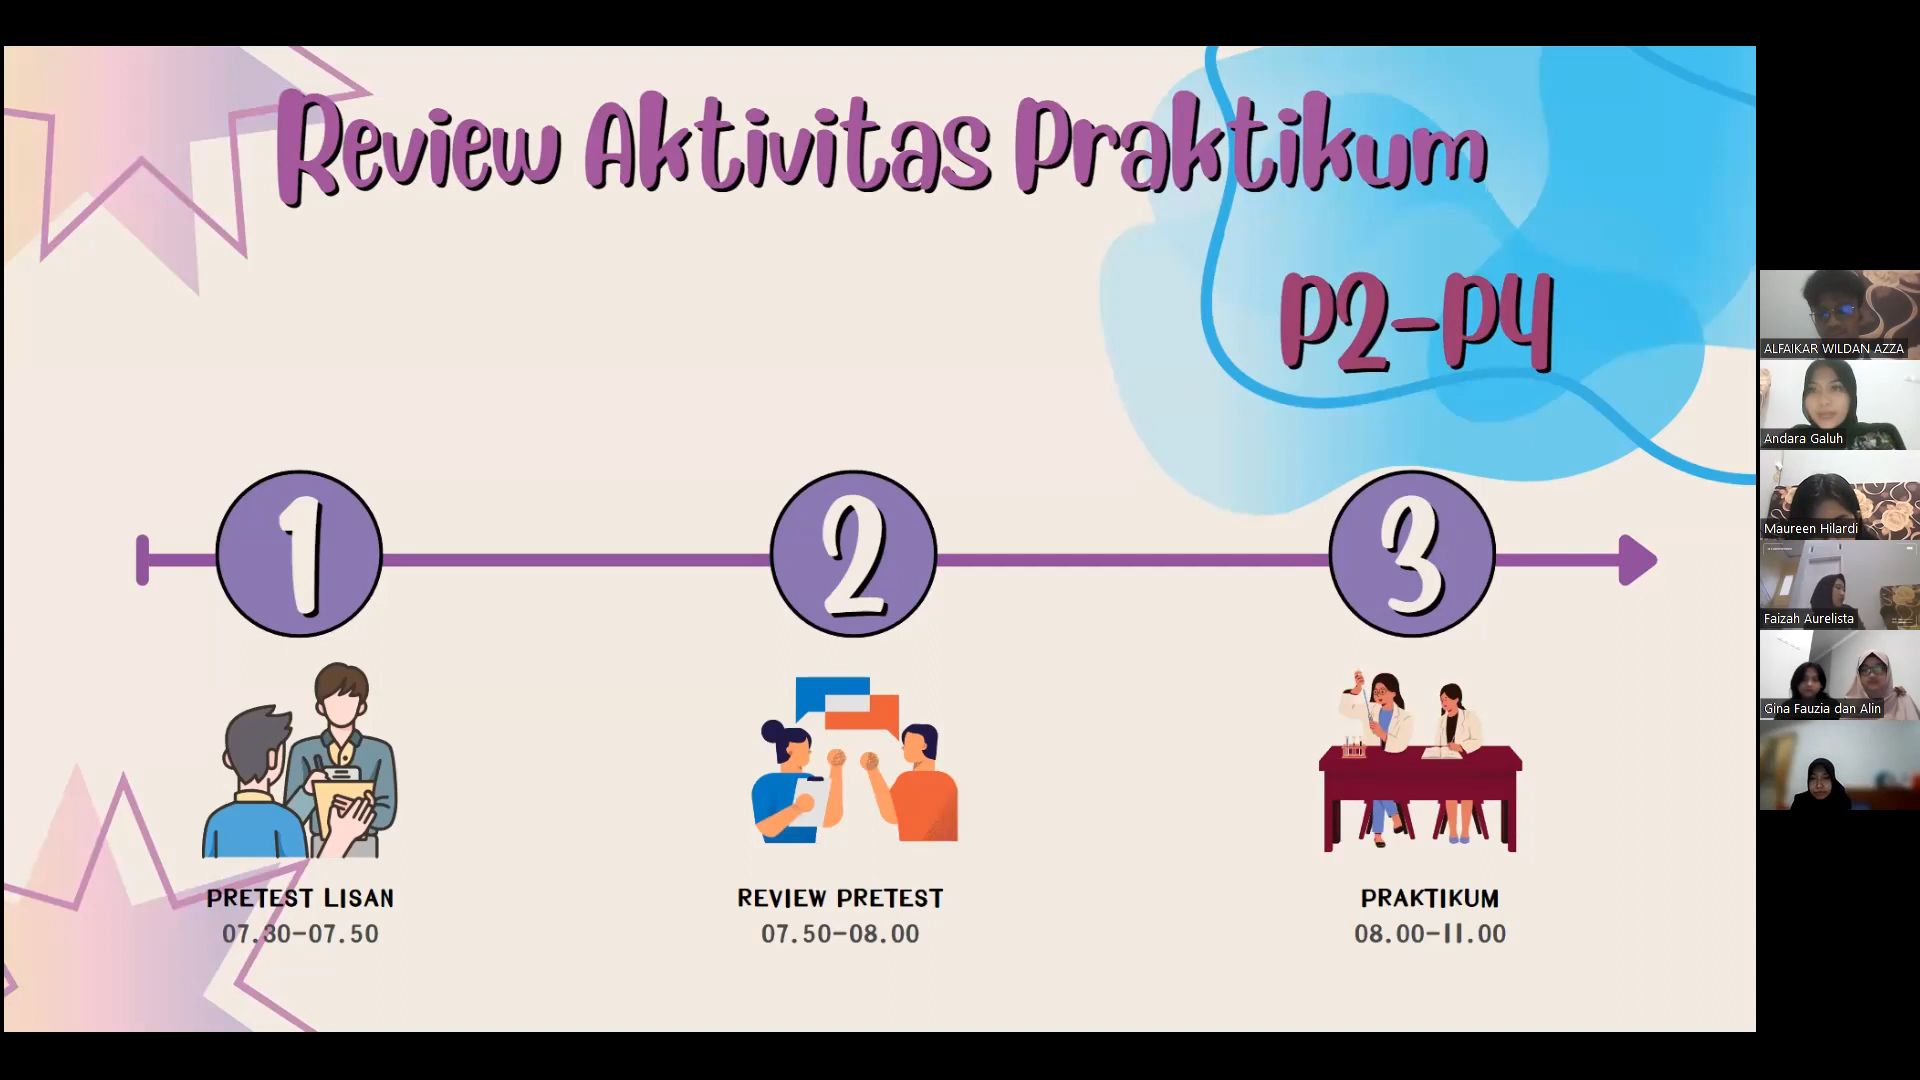 Review Aktivitas Praktikum
P2-P4
1
2
3
PRETEST LISAN
07.30-07.50
REVIEW PRETEST
07.50-08.00
PRAKTIKUM
08.00-11.00
ALFAIKAR WILDAN AZZA
Andara Galuh
Maureen Hilardi
Faizah Aurelista
Gina Fauzia dan Alin